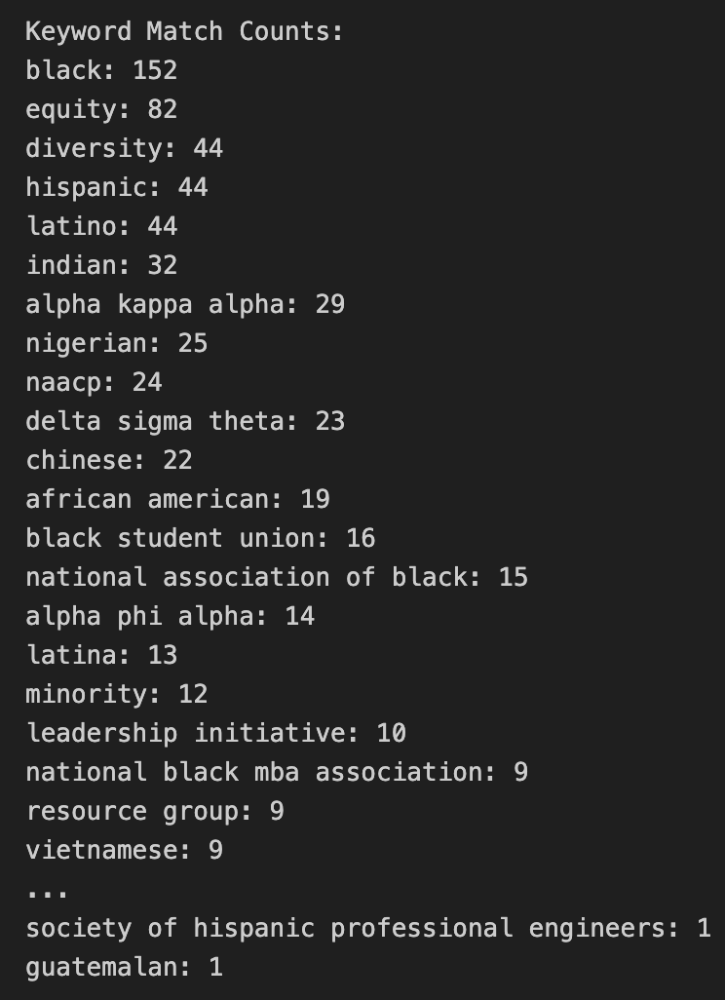 Keyword Match Counts:
black: 152
equity: 82
diversity: 44
hispanic: 44
latino: 44
indian: 32
alpha kappa alpha: 29
nigerian: 25
naacp: 24
delta sigma theta: 23
chinese: 22
african american: 19
black student union: 16
national association of black: 15
alpha phi alpha: 14
latina: 13
minority: 12
leadership initiative: 10
national black mba association: 9
resource group: 9
vietnamese: 9
...
society of hispanic professional engineers: 1
guatemalan: 1